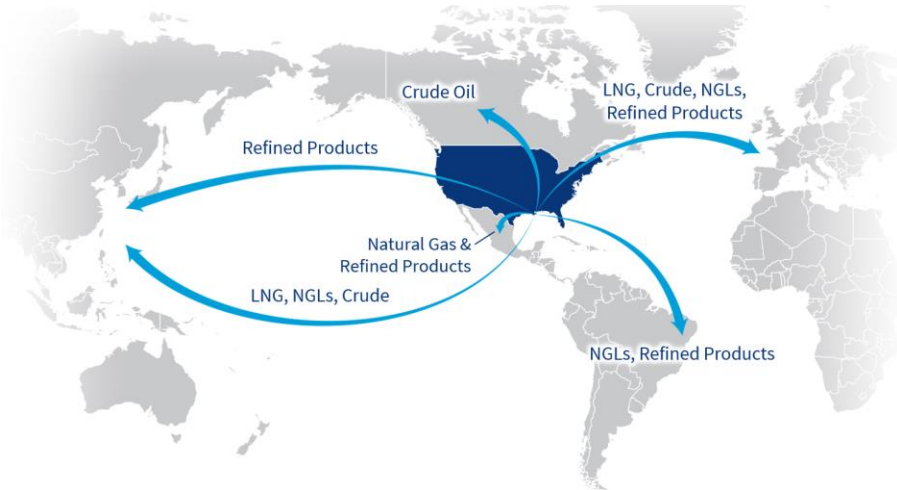 Crude Oil
LNG, Crude, NGLs,
Refined Products
Refined Products
Natural Gas &
Refined Products
LNG, NGLs, Crude
NGLs, Refined Products